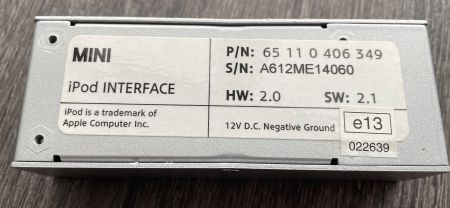 MINI
iPod INTERFACE
iPod is a trademark of
Apple Computer Inc.
P/N: 65 11 0 406 349
S/N: A612ME14060
HW: 2.0 SW: 2.1
12V D.C. Negative Ground
e13
022639